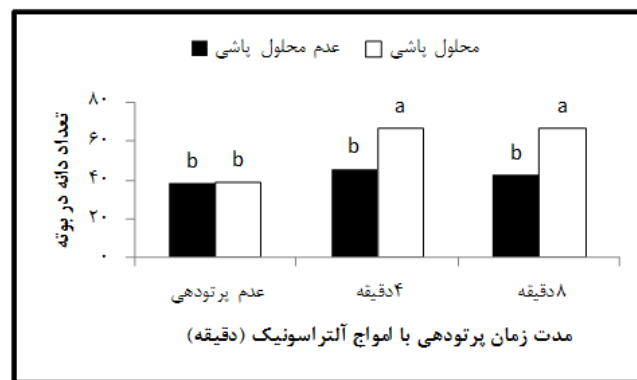 عدم محلول پاشی محلول پاشی
تعداد دانه در بوته
۸۰
۶۰
۴۰
۲۰
۰
b b b a b a
عدم پرتودهی ۴دقیقه ۸دقیقه
مدت زمان پرتودهی با امواج آلتراسونیک (دقیقه)